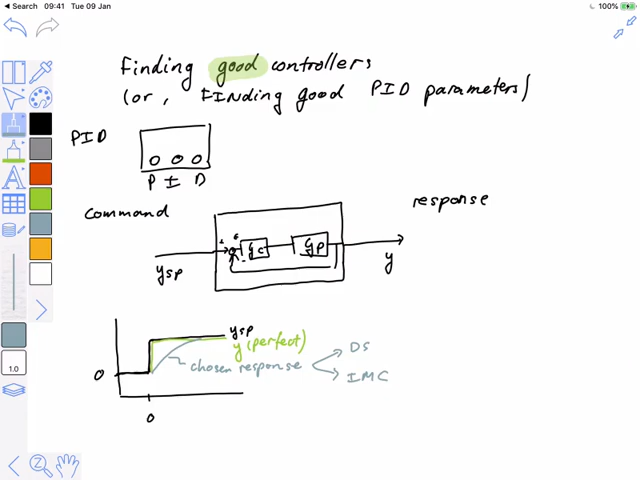 Search 09:41 Tue 09 Jan
100%
Finding good controllers
(or, FINDING good PID parameters)
PID
P I D
command
response
gc
gp
ysp
y
ysp
y (perfect)
chosen response
DS
IMC
0
0
1.0